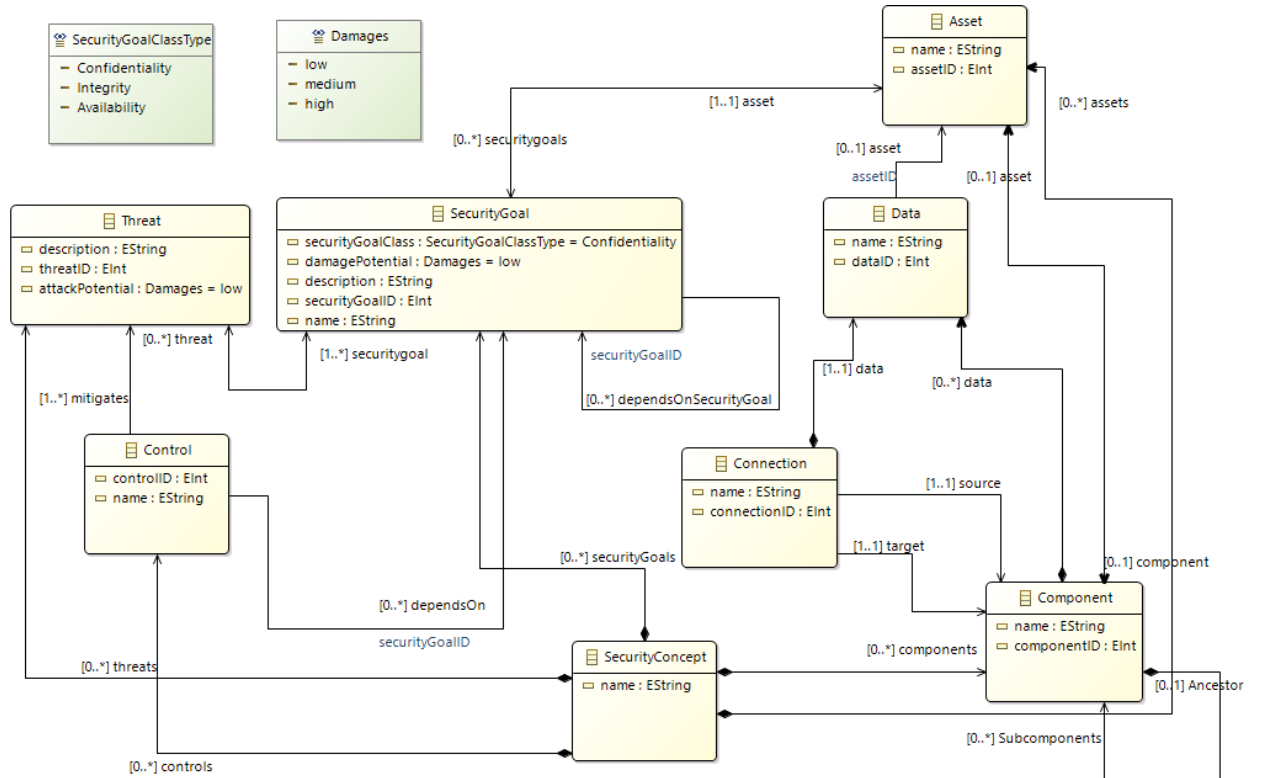 SecurityGoalClassType
Confidentiality
Integrity
Availability
Damages
low
medium
high
Asset
name : EString
assetID : EInt
[1..1] asset
[0..*] assets
[0..*] securitygoals
[0..1] asset
assetID
[0..1] asset
Threat
description : EString
threatID : EInt
attackPotential : Damages = low
SecurityGoal
securityGoalClass : SecurityGoalClassType = Confidentiality
damagePotential : Damages = low
description : EString
securityGoalID : EInt
name : EString
Data
name : EString
dataID : EInt
[0..*] threat
[1..*] securitygoal
securityGoalID
[0..*] dependsOnSecurityGoal
[1..1] data
[0..*] data
[1..*] mitigates
Control
controlID : EInt
name : EString
Connection
name : EString
connectionID : EInt
[1..1] source
[1..1] target
[0..*] securityGoals
[0..1] component
Component
name : EString
componentID : EInt
[0..*] dependsOn
securityGoalID
SecurityConcept
name : EString
[0..*] components
[0..*] threats
[0..1] Ancestor
[0..*] Subcomponents
[0..*] controls